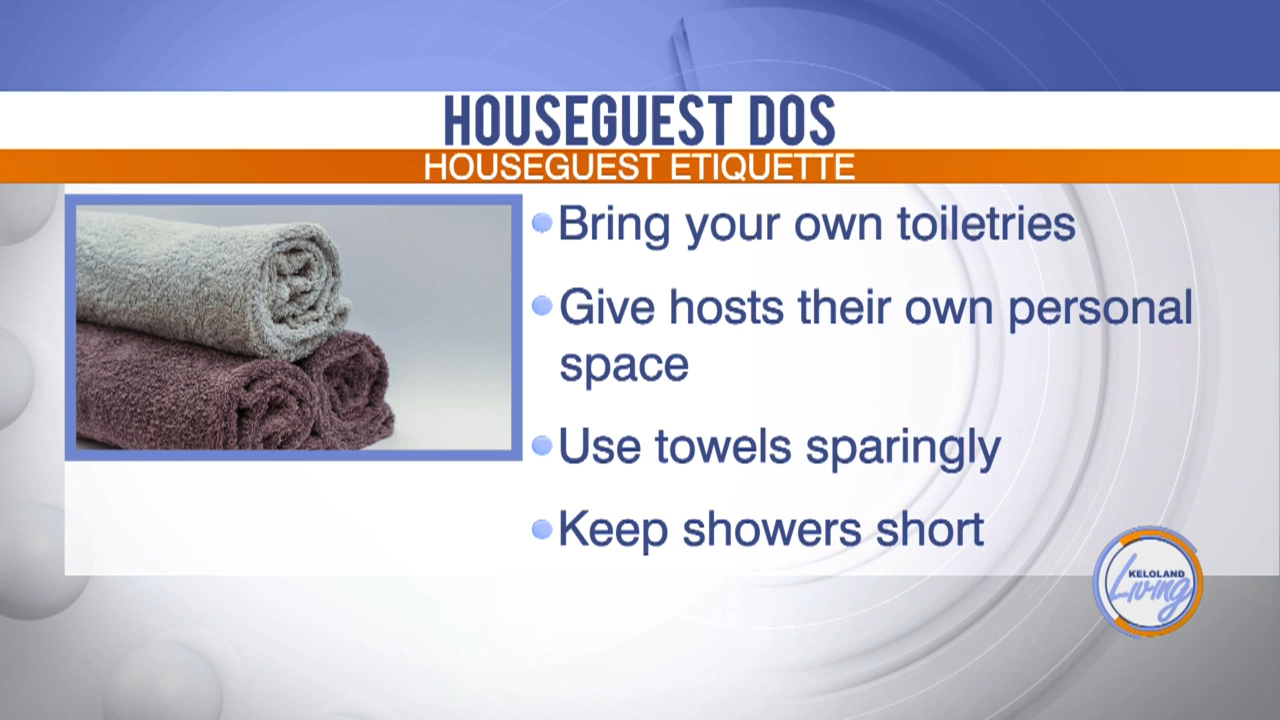 HOUSEGUEST DOS
HOUSEGUEST ETIQUETTE
Bring your own toiletries
Give hosts their own personal
space
Use towels sparingly
Keep showers short
KELOLAND
Living